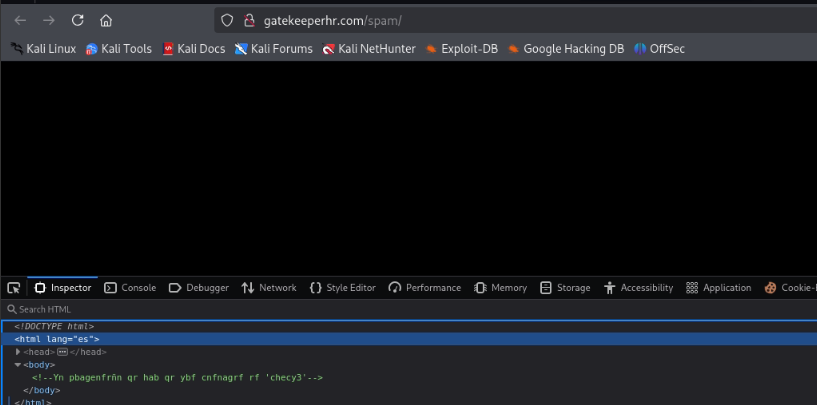 gatekeeperhr.com/spam/
Kali Linux Kali Tools Kali Docs Kali Forums Kali NetHunter Exploit-DB Google Hacking DB OffSec
Inspector Console Debugger Network Style Editor Performance Memory Storage Accessibility Application Cookie-
Search HTML
<!DOCTYPE html>
<html lang="es">
<head> </head>
<body>
<!--Yn pbagenfrñn qr hab qr ybf cnfnagrf rf 'checy3'-->
</body>
</html>